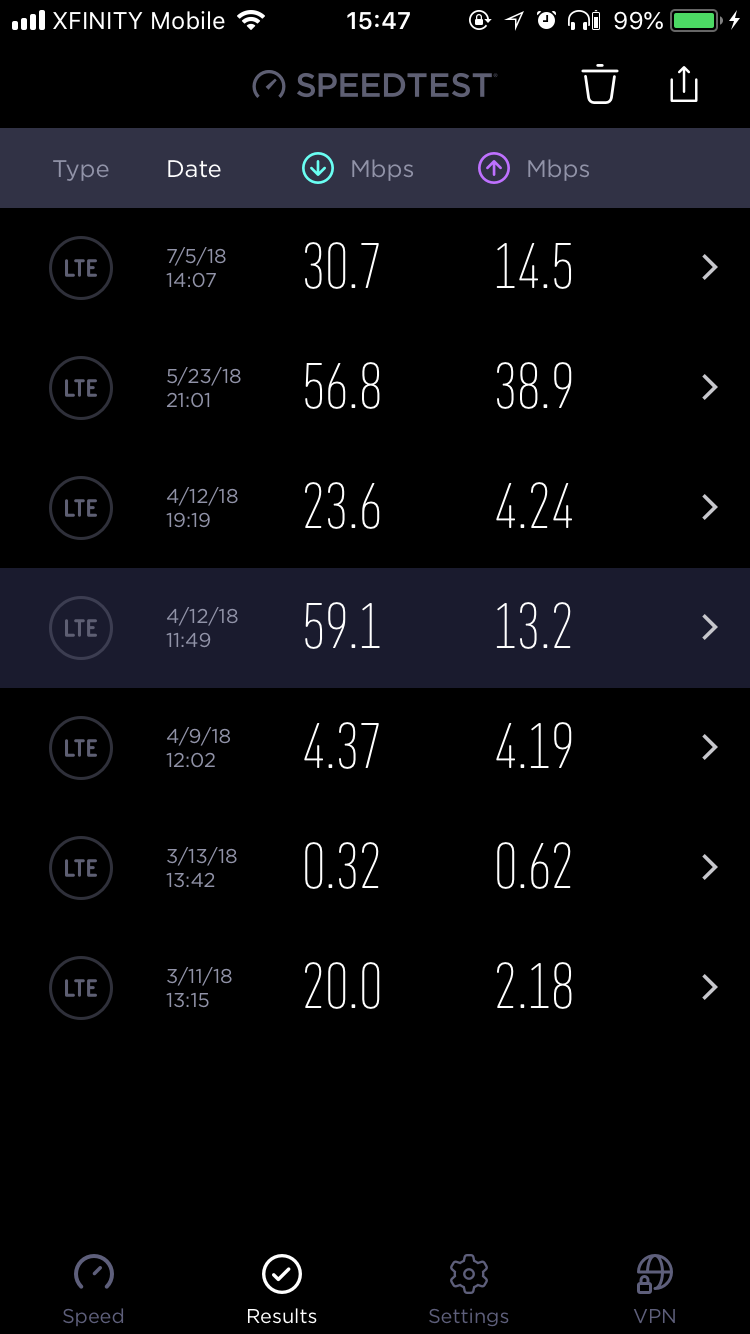 XFINITY Mobile 15:47 99%
SPEEDTEST
Type Date Mbps Mbps
LTE 7/5/18 14:07 30.7 14.5
LTE 5/23/18 21:01 56.8 38.9
LTE 4/12/18 19:19 23.6 4.24
LTE 4/12/18 11:49 59.1 13.2
LTE 4/9/18 12:02 4.37 4.19
LTE 3/13/18 13:42 0.32 0.62
LTE 3/11/18 13:15 20.0 2.18
Speed Results Settings VPN